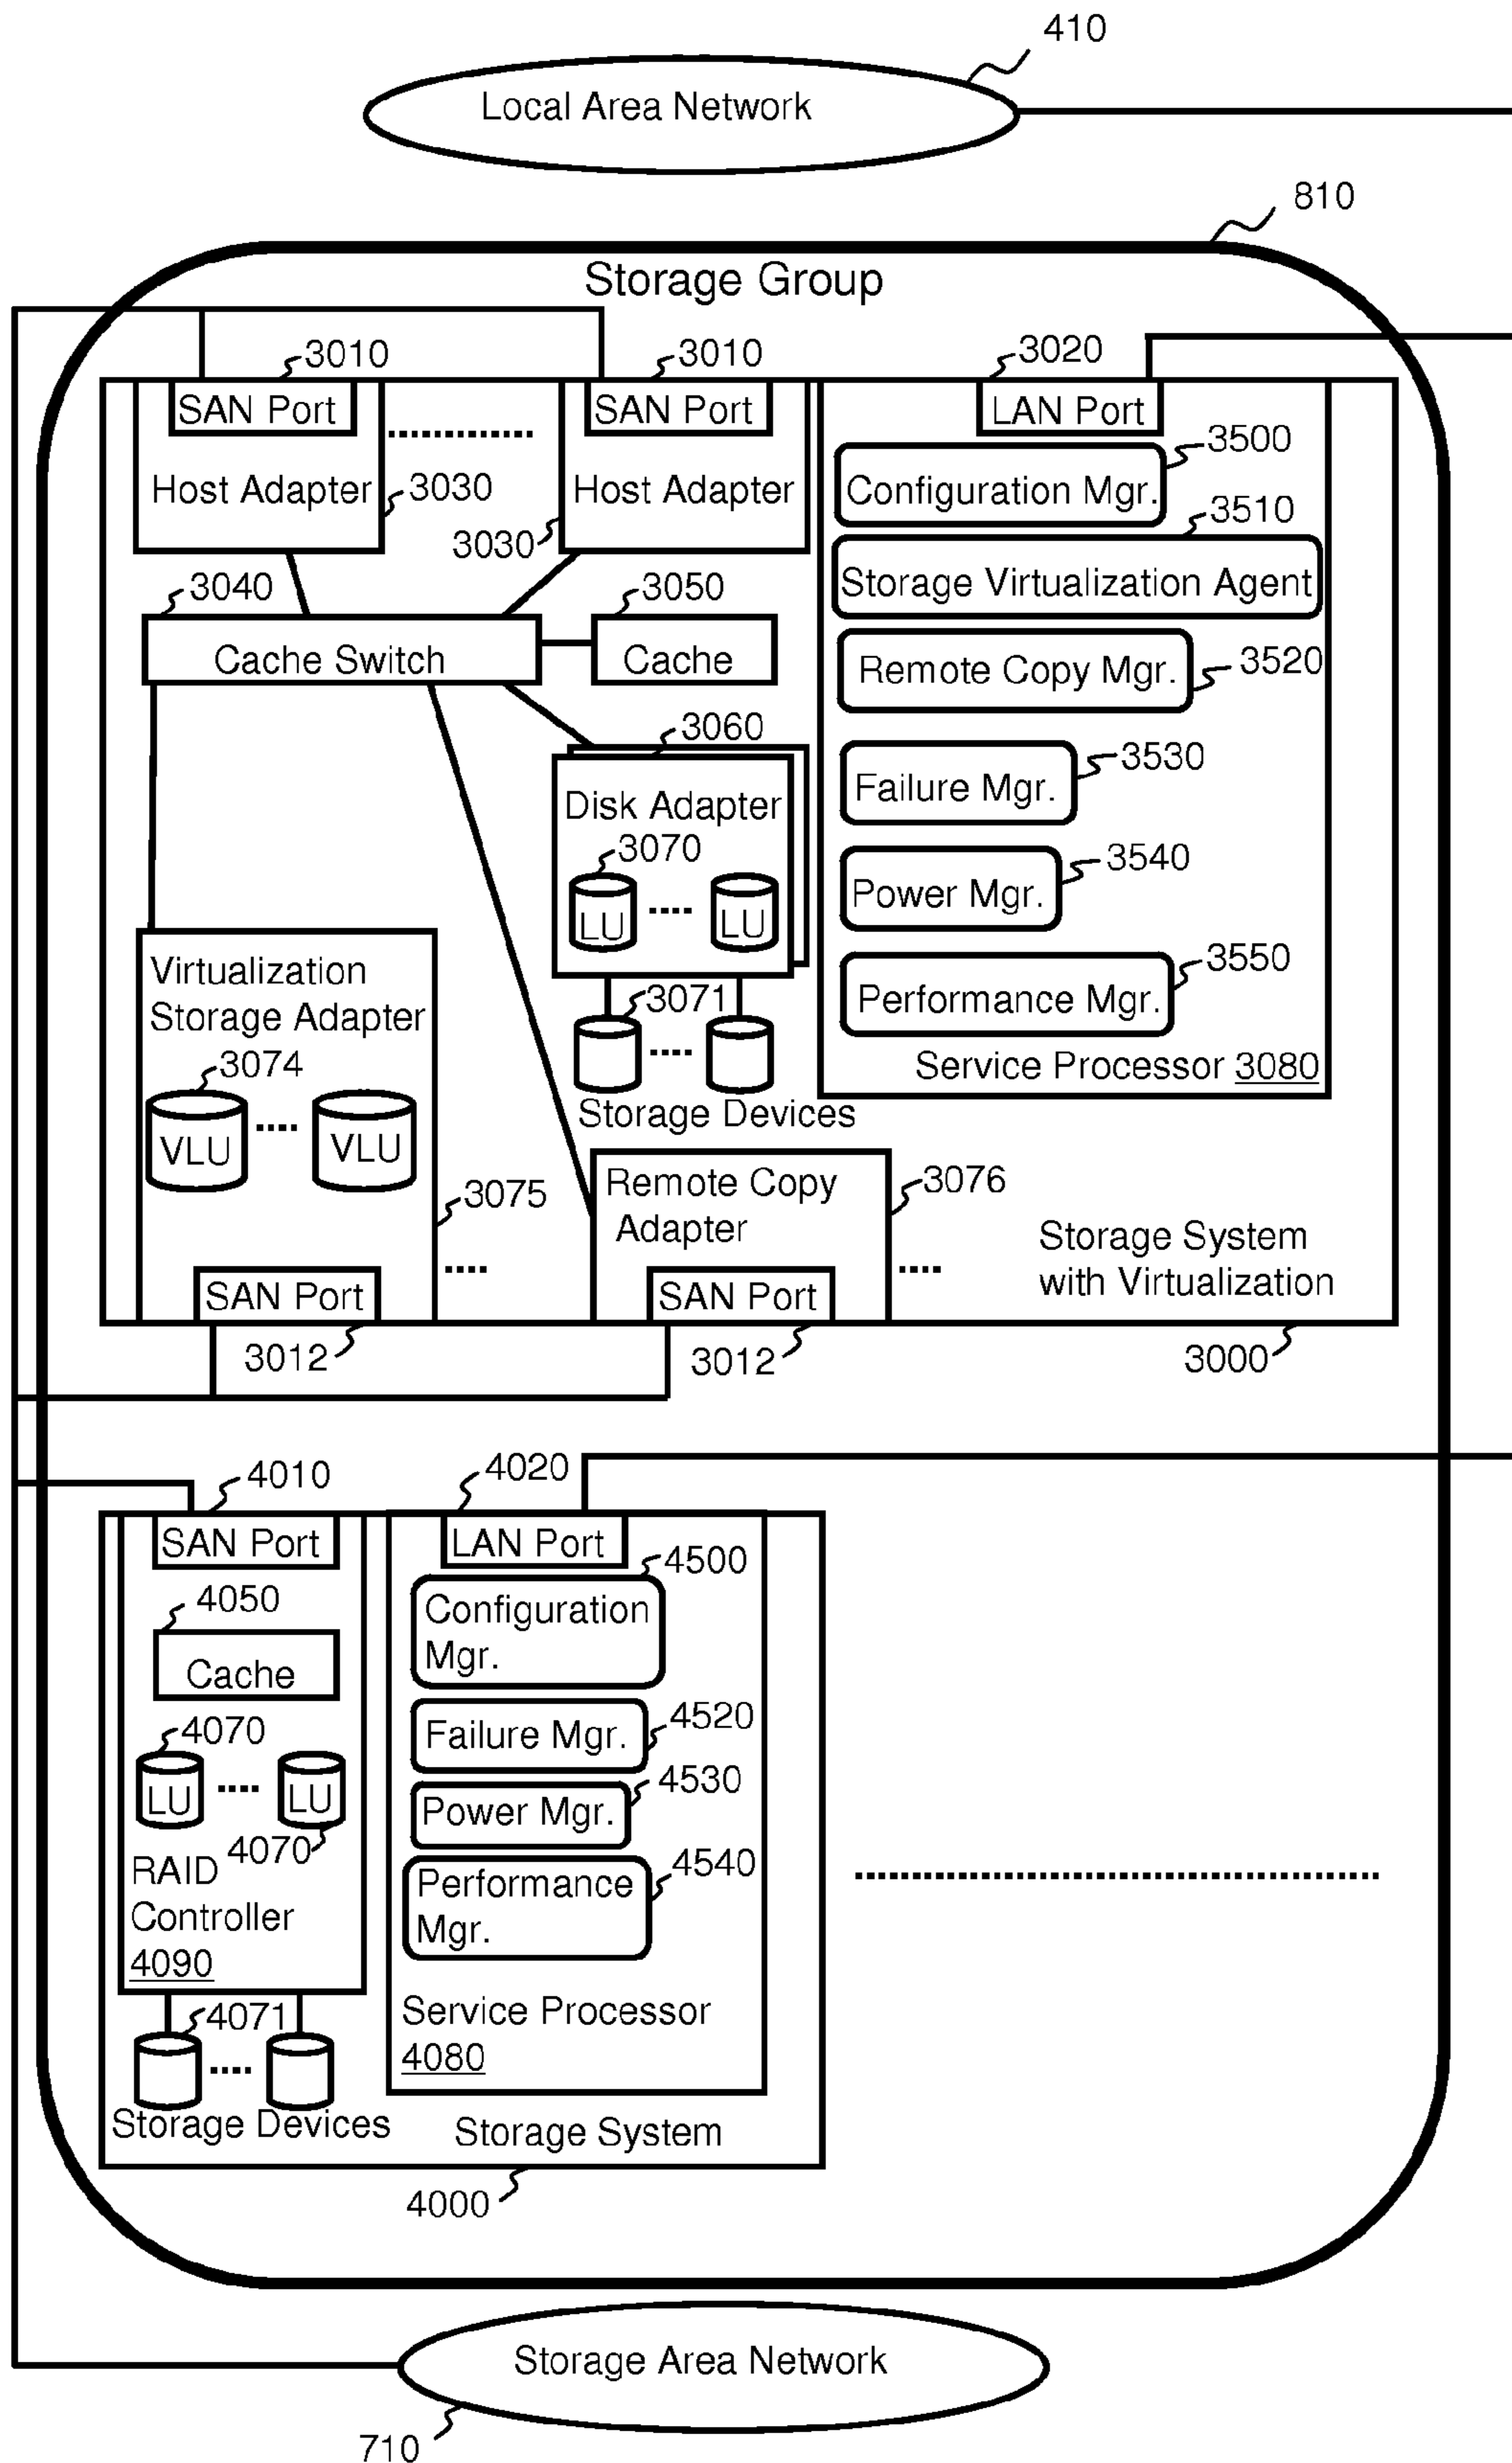 410
Local Area Network
810
Storage Group
3010
3010
3020
SAN Port
SAN Port
LAN Port
3500
Host Adapter
3030
Host Adapter
3030
Configuration Mgr.
3510
Storage Virtualization Agent
3040
3050
Cache Switch
Cache
Remote Copy Mgr.
3520
3060
Disk Adapter
3070
LU
....
LU
Failure Mgr.
3530
Power Mgr.
3540
Performance Mgr.
3550
Service Processor 3080
3071
....
Storage Devices
Virtualization
Storage Adapter
3074
VLU
....
VLU
3075
....
SAN Port
3012
Remote Copy
Adapter
3076
....
SAN Port
3012
Storage System
with Virtualization
3000
4010
4020
SAN Port
LAN Port
4050
Cache
4070
LU
....
LU
4070
RAID
Controller
4090
4071
....
Storage Devices
4500
Configuration
Mgr.
Failure Mgr.
4520
Power Mgr.
4530
Performance
Mgr.
4540
Service Processor
4080
Storage System
4000
Storage Area Network
710